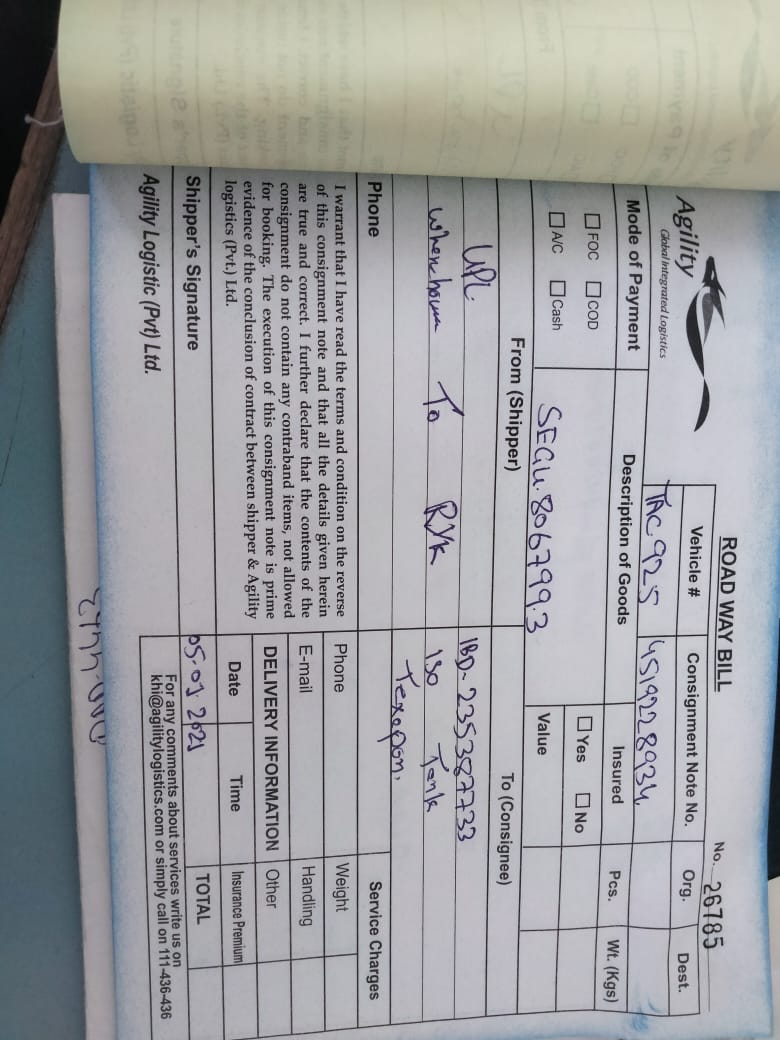 ROAD WAY BILL
No. 26785
Agility
Global Integrated Logistics
Vehicle #
Consignment Note No.
Org.
Dest.
TAC 925
4519228934
Mode of Payment
Description of Goods
Insured
Pcs.
Wt. (Kgs)
FOC
COD
Yes
No
A/C
Cash
SEGU.806799.3
Value
From (Shipper)
To (Consignee)
UPL
IBD- 235387733
To RYK
ISO Tank
Texapon.
Phone
Service Charges
I warrant that I have read the terms and condition on the reverse
of this consignment note and that all the details given herein
are true and correct. I further declare that the contents of the
consignment do not contain any contraband items, not allowed
for booking. The execution of this consignment note is prime
evidence of the conclusion of contract between shipper & Agility
logistics (Pvt.) Ltd.
Phone
Weight
E-mail
Handling
DELIVERY INFORMATION
Other
Date
Time
Insurance Premium
Shipper's Signature
05-01-2021
TOTAL
Agility Logistic (Pvt) Ltd.
For any comments about services write us on
khi@agilitylogistics.com or simply call on 111-436-436